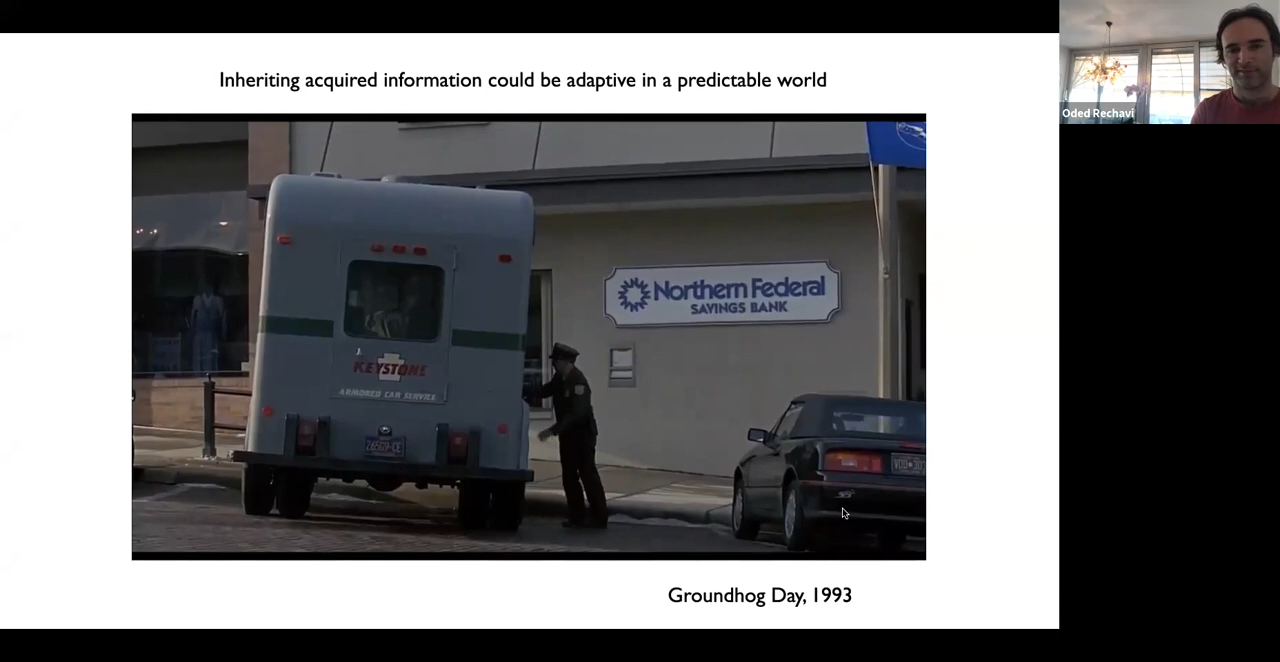 Inheriting acquired information could be adaptive in a predictable world
Oded Rechavi
Northern Federal
SAVINGS BANK
KEYSTONE
ARMORED CAR SERVICE
Groundhog Day, 1993